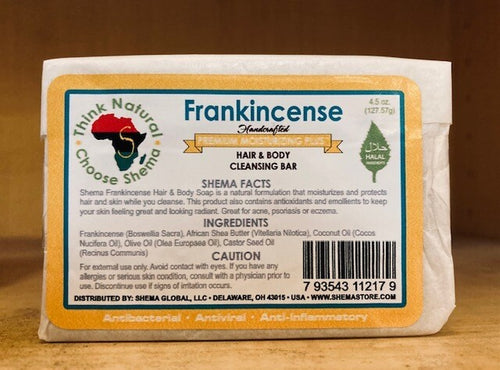 Think Natural
Choose Shema
S
Frankincense
4.5 oz.
(127.57g)
Handcrafted
PREMIUM MOISTURIZING PLUS
HAIR & BODY
CLEANSING BAR
حلال
HALAL
INGREDIENTS
SHEMA FACTS
Shema Frankincense Hair & Body Soap is a natural formulation that moisturizes and protects
hair and skin while you cleanse. This product also contains antioxidants and emollients to keep
your skin feeling great and looking radiant. Great for acne, psoriasis or eczema.
INGREDIENTS
Frankincense (Boswellia Sacra), African Shea Butter (Vitellaria Nilotica), Coconut Oil (Cocos
Nucifera Oil), Olive Oil (Olea Europaea Oil), Castor Seed Oil
(Recinus Communis)
CAUTION
For external use only. Avoid contact with eyes. If you have any
allergies or serious skin condition, consult with a physician prior to
use. Discontinue use if signs of irritation occurs.
7 93543 11217 9
DISTRIBUTED BY: SHEMA GLOBAL, LLC • DELAWARE, OH 43015 • USA • WWW.SHEMASTORE.COM
Antibacterial • Antiviral • Anti-inflammatory